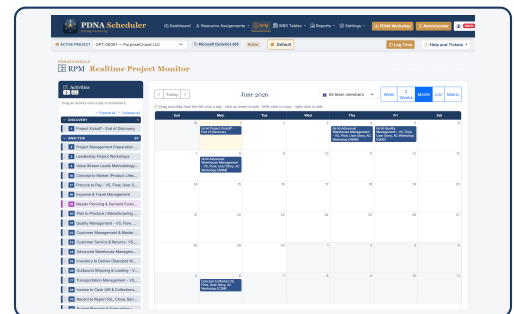 PDNA Scheduler
Dashboard
Resource Assignments
RPM
WBS Tables
Reports
Settings
PDNA Workshop
Administrator
ACTIVE PROJECT
OPT-00001 — PurposeCrowd LLC
Microsoft Dynamics 365
Active
Default
Log Time
Help and Tickets
PDNASCHEDULER
RPM Realtime Project Monitor
Activities
Drag an activity onto a day to schedule it.
Expand all
Collapse all
DISCOVERY
Project Kickoff - End of Discovery
ANALYSIS
Project Management Preparation ...
Leadership Project Workshops
Value Stream Leads Methodology...
Concept to Market (Product Lifec...
Procure to Pay - VS, Flow, User S...
Expense & Travel Management
Master Planning & Demand Fores...
Plan to Produce / Manufacturing ...
Quality Management - VS, Flow, ...
Customer Management & Master ...
Customer Service & Returns- VS,...
Advanced Warehouse Managem...
Inventory to Deliver (Standard W...
Outbound Shipping & Loading - V...
Transportation Management - VS...
Invoice to Cash (AR & Collections...
Record to Report (GL, Close, Ban...
Today
June 2026
All team members
Week
2 Weeks
Month
List
Matrix
Drag activities from the left onto a day · click an event to edit · Shift-click to copy · right-click to edit.
Sun
Mon
Tue
Wed
Thu
Fri
Sat
31
1
2
3
4
5
6
Project Kickoff - End of Discovery
Advanced Warehouse Management - VS, Flow, User Story, AC Workshop (AWM)
Quality Management - VS, Flow, User Story, AC Workshop
7
8
9
10
11
12
13
Advanced Warehouse Management - VS, Flow, User Story, AC Workshop (AWM)
14
15
16
17
18
19
20
21
22
23
24
25
26
27
28
29
30
1
2
3
4
5
6
7
8
9
10
11
Concept to Market VS, Flow, User Story, AC Workshop